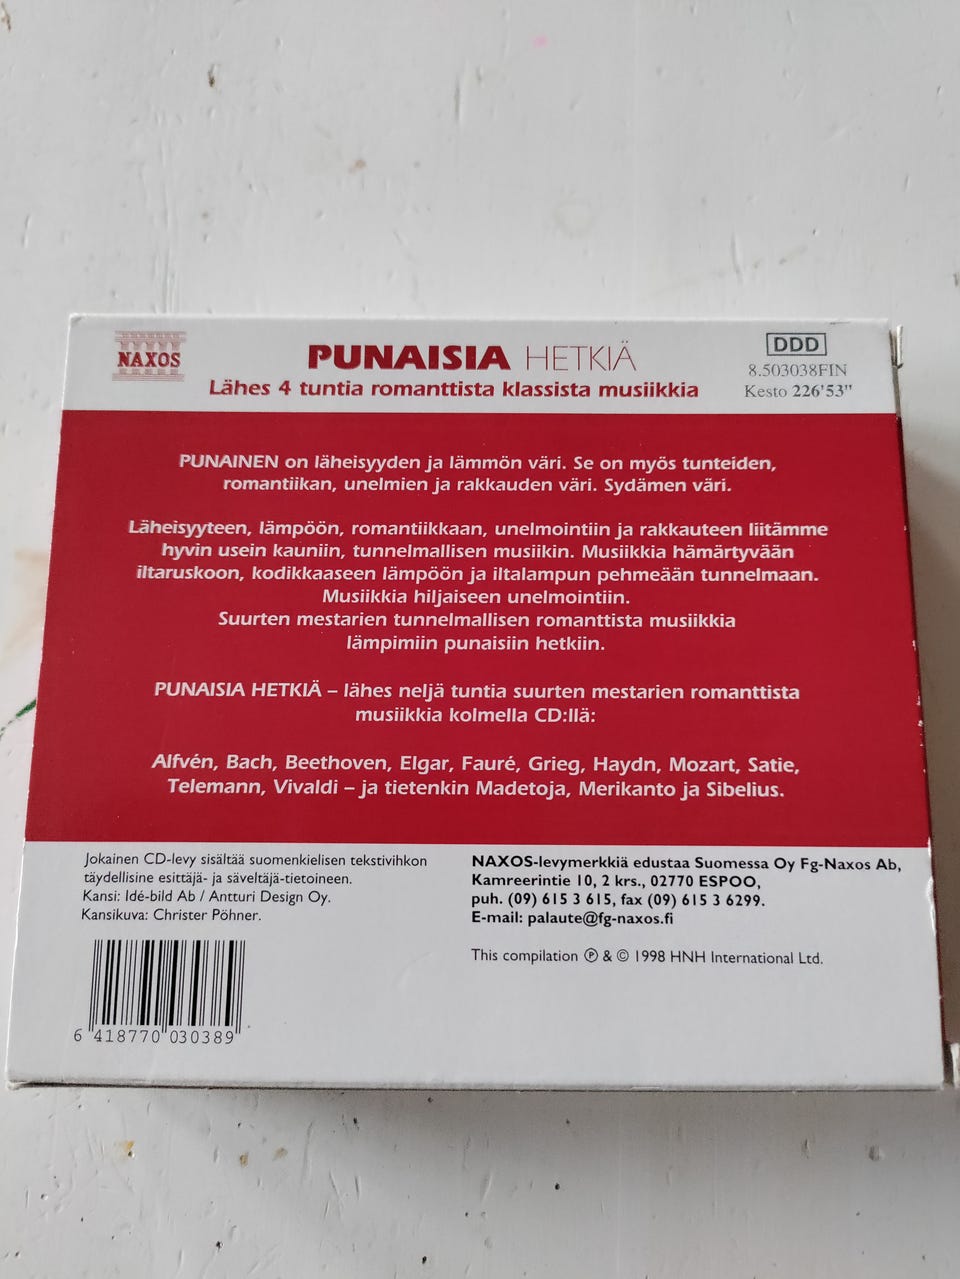 NAXOS
PUNAISIA HETKIÄ
Lähes 4 tuntia romanttista klassista musiikkia
DDD
8.503038FIN
Kesto 226'53"
PUNAINEN on läheisyyden ja lämmön väri. Se on myös tunteiden,
romantiikan, unelmien ja rakkauden väri. Sydämen väri.
Läheisyyteen, lämpöön, romantiikkaan, unelmointiin ja rakkauteen liitämme
hyvin usein kauniin, tunnelmallisen musiikin. Musiikkia hämärtyvään
iltaruskoon, kodikkaaseen lämpöön ja iltalampun pehmeään tunnelmaan.
Musiikkia hiljaiseen unelmointiin.
Suurten mestarien tunnelmallisen romanttista musiikkia
lämpimiin punaisiin hetkiin.
PUNAISIA HETKIÄ – lähes neljä tuntia suurten mestarien romanttista
musiikkia kolmella CD:llä:
Alfvén, Bach, Beethoven, Elgar, Fauré, Grieg, Haydn, Mozart, Satie,
Telemann, Vivaldi – ja tietenkin Madetoja, Merikanto ja Sibelius.
Jokainen CD-levy sisältää suomenkielisen tekstivihkon
täydellisine esittäjä- ja säveltäjä-tietoineen.
Kansi: Idé-bild Ab / Antturi Design Oy.
Kansikuva: Christer Pöhner.
6 418770 030389
NAXOS-levymerkkiä edustaa Suomessa Oy Fg-Naxos Ab,
Kamreerintie 10, 2 krs., 02770 ESPOO,
puh. (09) 615 3 615, fax (09) 615 3 6299.
E-mail: palaute@fg-naxos.fi
This compilation ℗ & © 1998 HNH International Ltd.